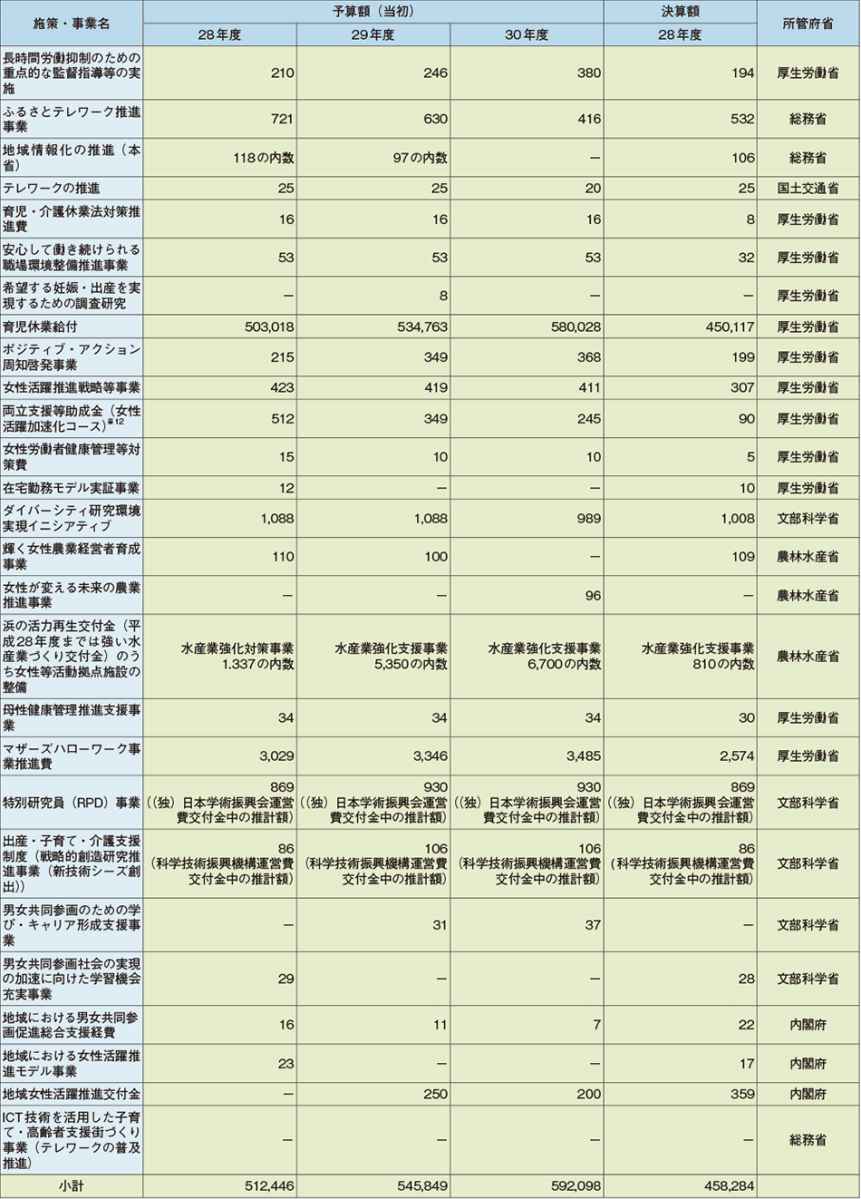 施策・事業名 予算額（当初） 決算額 所管府省
28年度 29年度 30年度 28年度
長時間労働抑制のための
重点的な監督指導等の実
施
210 246 380 194 厚生労働省
ふるさとテレワーク推進
事業
721 630 416 532 総務省
地域情報化の推進（本
省）
118の内数 97の内数 － 106 総務省
テレワークの推進 25 25 20 25 国土交通省
育児・介護休業法対策推
進費
16 16 16 8 厚生労働省
安心して働き続けられる
職場環境整備推進事業
53 53 53 32 厚生労働省
希望する妊娠・出産を実
現するための調査研究
－ 8 － － 厚生労働省
育児休業給付 503,018 534,763 580,028 450,117 厚生労働省
ポジティブ・アクション
周知啓発事業
215 349 368 199 厚生労働省
女性活躍推進戦略等事業 423 419 411 307 厚生労働省
両立支援等助成金（女性
活躍加速化コース）※12
512 349 245 90 厚生労働省
女性労働者健康管理等対
策費
15 10 10 5 厚生労働省
在宅勤務モデル実証事業 12 － － 10 厚生労働省
ダイバーシティ研究環境
実現イニシアティブ
1,088 1,088 989 1,008 文部科学省
輝く女性農業経営者育成
事業
110 100 － 109 農林水産省
女性が変える未来の農業
推進事業
－ － 96 － 農林水産省
浜の活力再生交付金（平
成28年度までは強い水
産業づくり交付金）のう
ち女性等活動拠点施設の
整備
水産業強化対策事業 水産業強化支援事業 水産業強化支援事業 水産業強化支援事業
1.337の内数 5,350の内数 6,700の内数 810の内数 農林水産省
母性健康管理推進支援事
業
34 34 34 30 厚生労働省
マザーズハローワーク事
業推進費
3,029 3,346 3,485 2,574 厚生労働省
特別研究員（RPD）事業
869 930 930 869
（（独）日本学術振興会運営 （（独）日本学術振興会運営 （（独）日本学術振興会運営 （（独）日本学術振興会運営
費交付金中の推計額） 費交付金中の推計額） 費交付金中の推計額） 費交付金中の推計額）
文部科学省
出産・子育て・介護支援
制度（戦略的創造研究推
進事業（新技術シーズ創
出））
86 106 106 86
（科学技術振興機構運営費 （科学技術振興機構運営費 （科学技術振興機構運営費 （科学技術振興機構運営費
交付金中の推計額） 交付金中の推計額） 交付金中の推計額） 交付金中の推計額）
文部科学省
男女共同参画のための学
び・キャリア形成支援事
業
－ 31 37 － 文部科学省
男女共同参画社会の実現
の加速に向けた学習機会
充実事業
29 － － 28 文部科学省
地域における男女共同参
画促進総合支援経費
16 11 7 22 内閣府
地域における女性活躍推
進モデル事業
23 － － 17 内閣府
地域女性活躍推進交付金 － 250 200 359 内閣府
ICT技術を活用した子育
て・高齢者支援街づくり
事業（テレワークの普及
推進）
－ － － － 総務省
小計 512,446 545,849 592,098 458,284